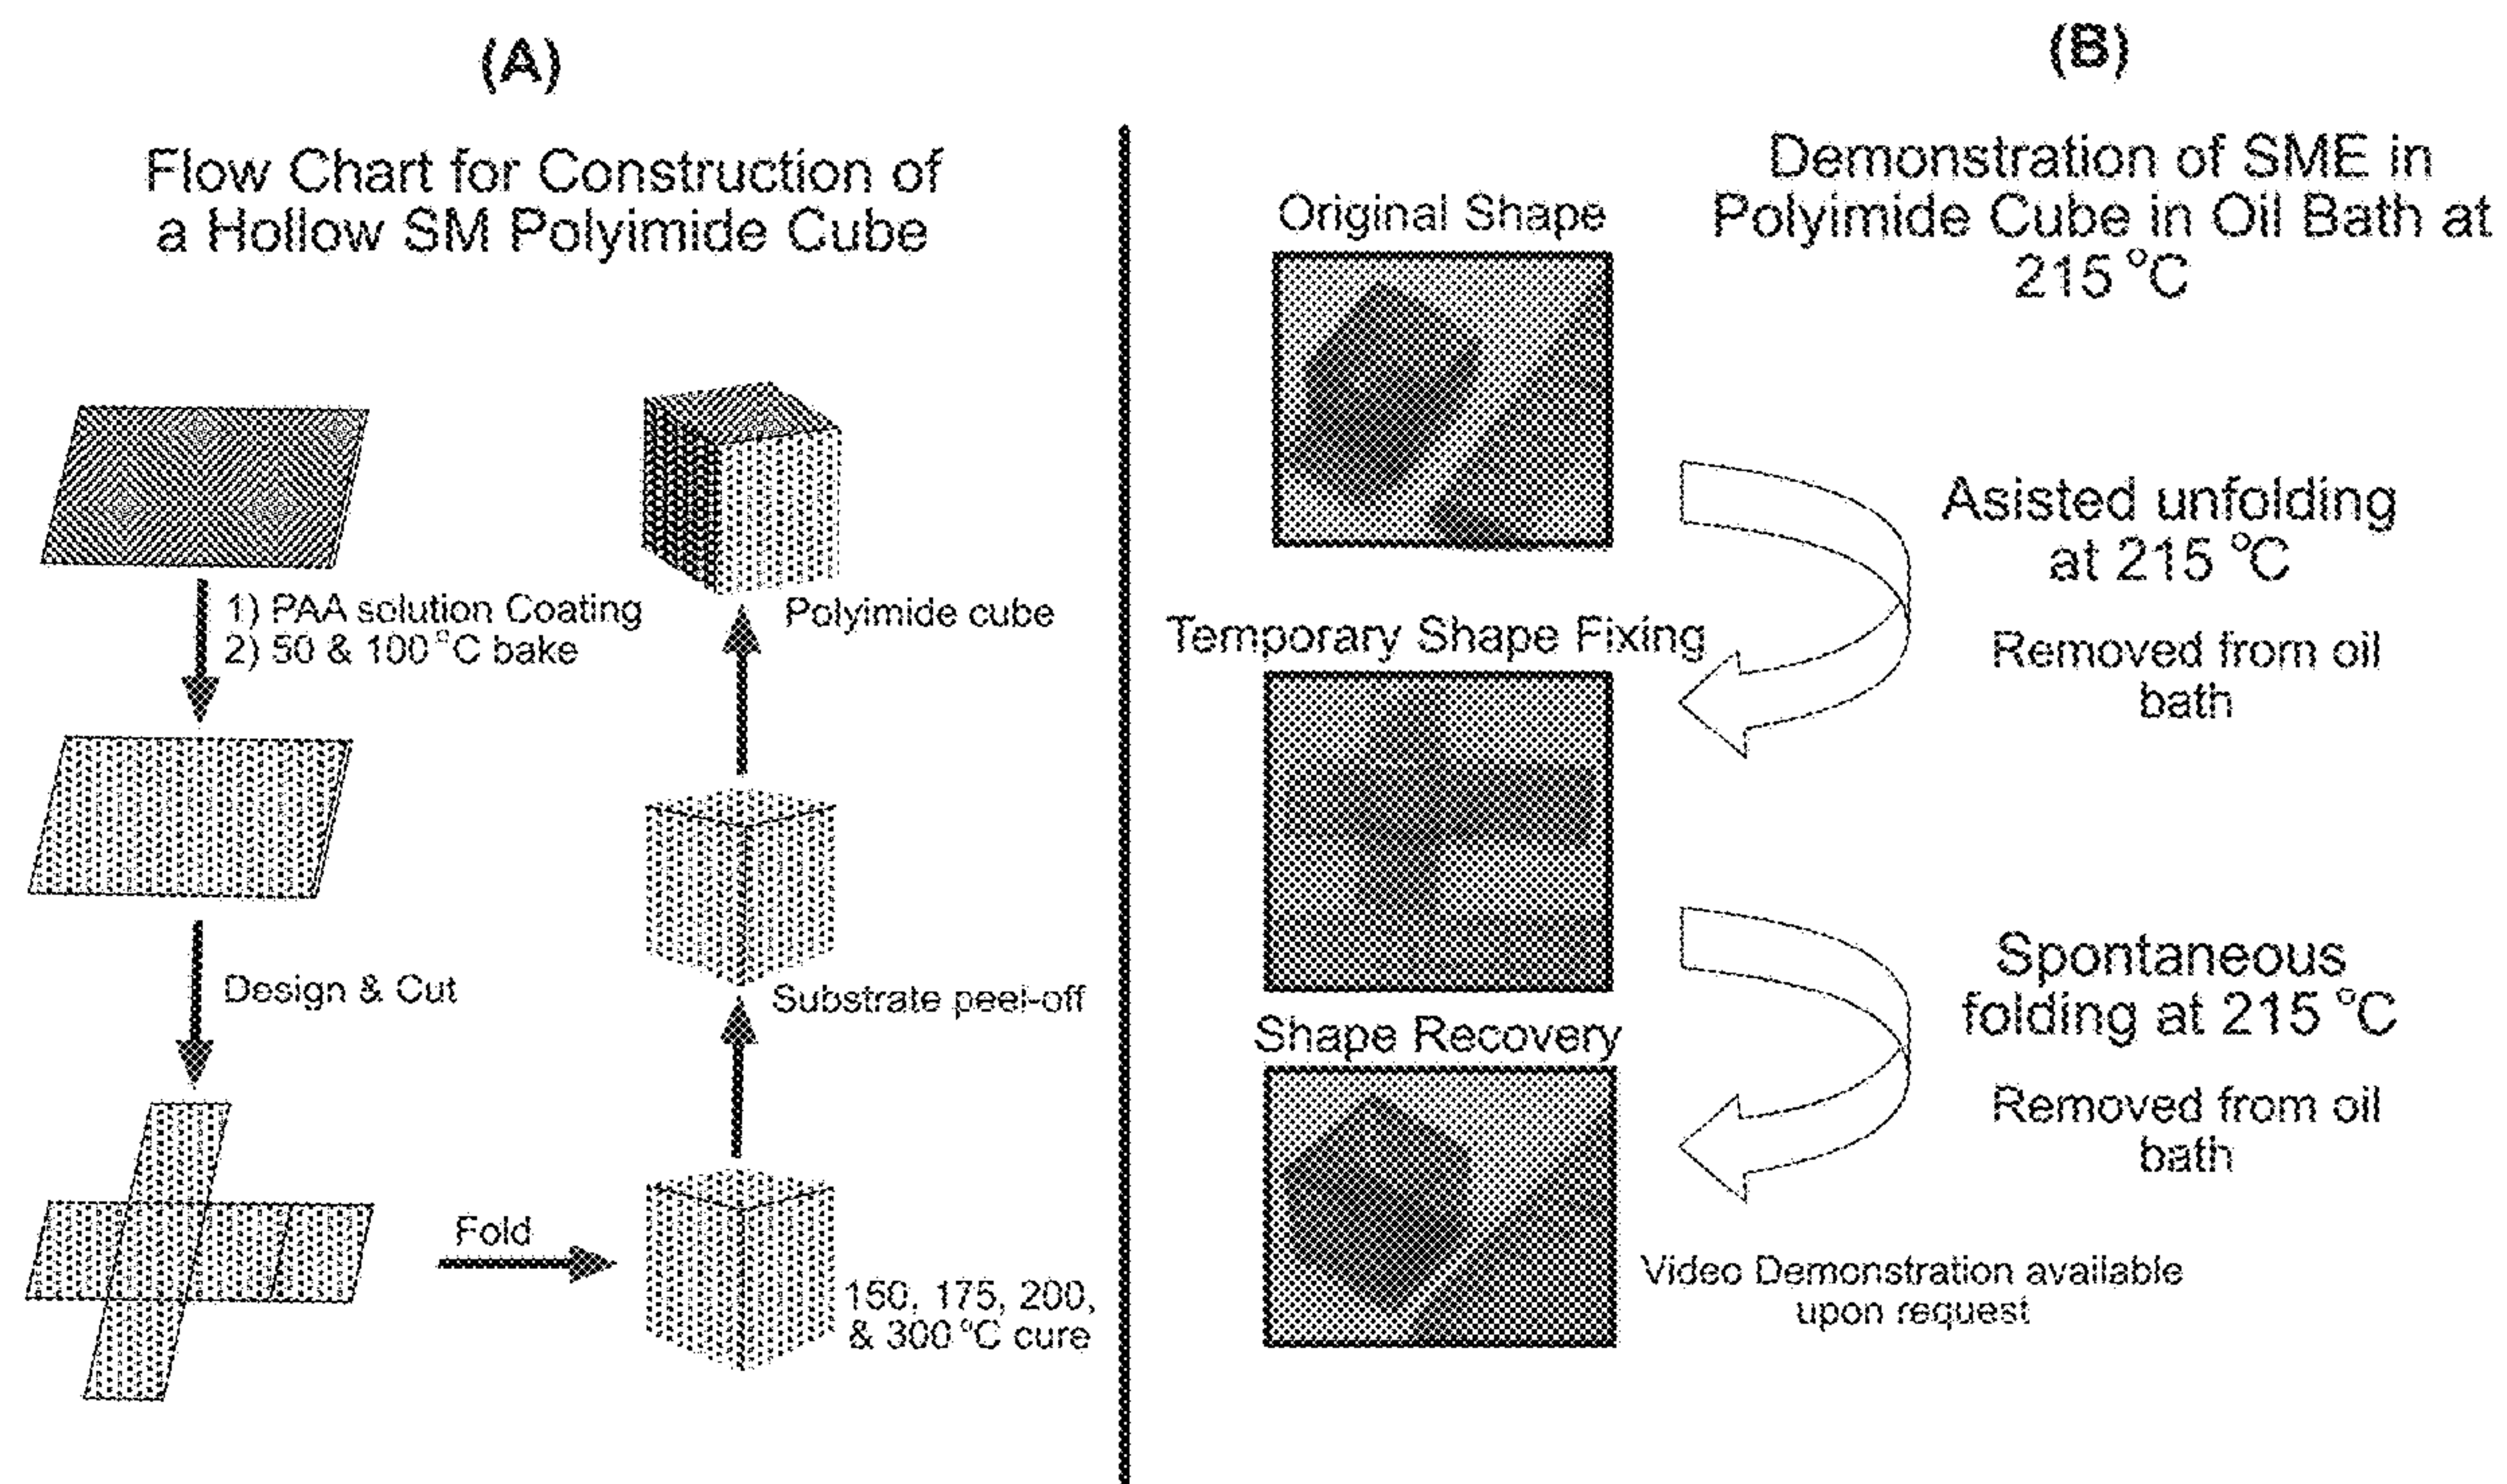 (A)
Flow Chart for Construction of
a Hollow SM Polyimide Cube
1) PAA solution Coating
2) 50 & 100 °C bake
Design & Cut
Fold
150, 175, 200,
& 300 °C cure
Substrate peel-off
Polyimide cube
(B)
Demonstration of SME in
Polyimide Cube in Oil Bath at
215 °C
Original Shape
Asisted unfolding
at 215 °C
Removed from oil
bath
Temporary Shape Fixing
Spontaneous
folding at 215 °C
Removed from oil
bath
Shape Recovery
Video Demonstration available
upon request